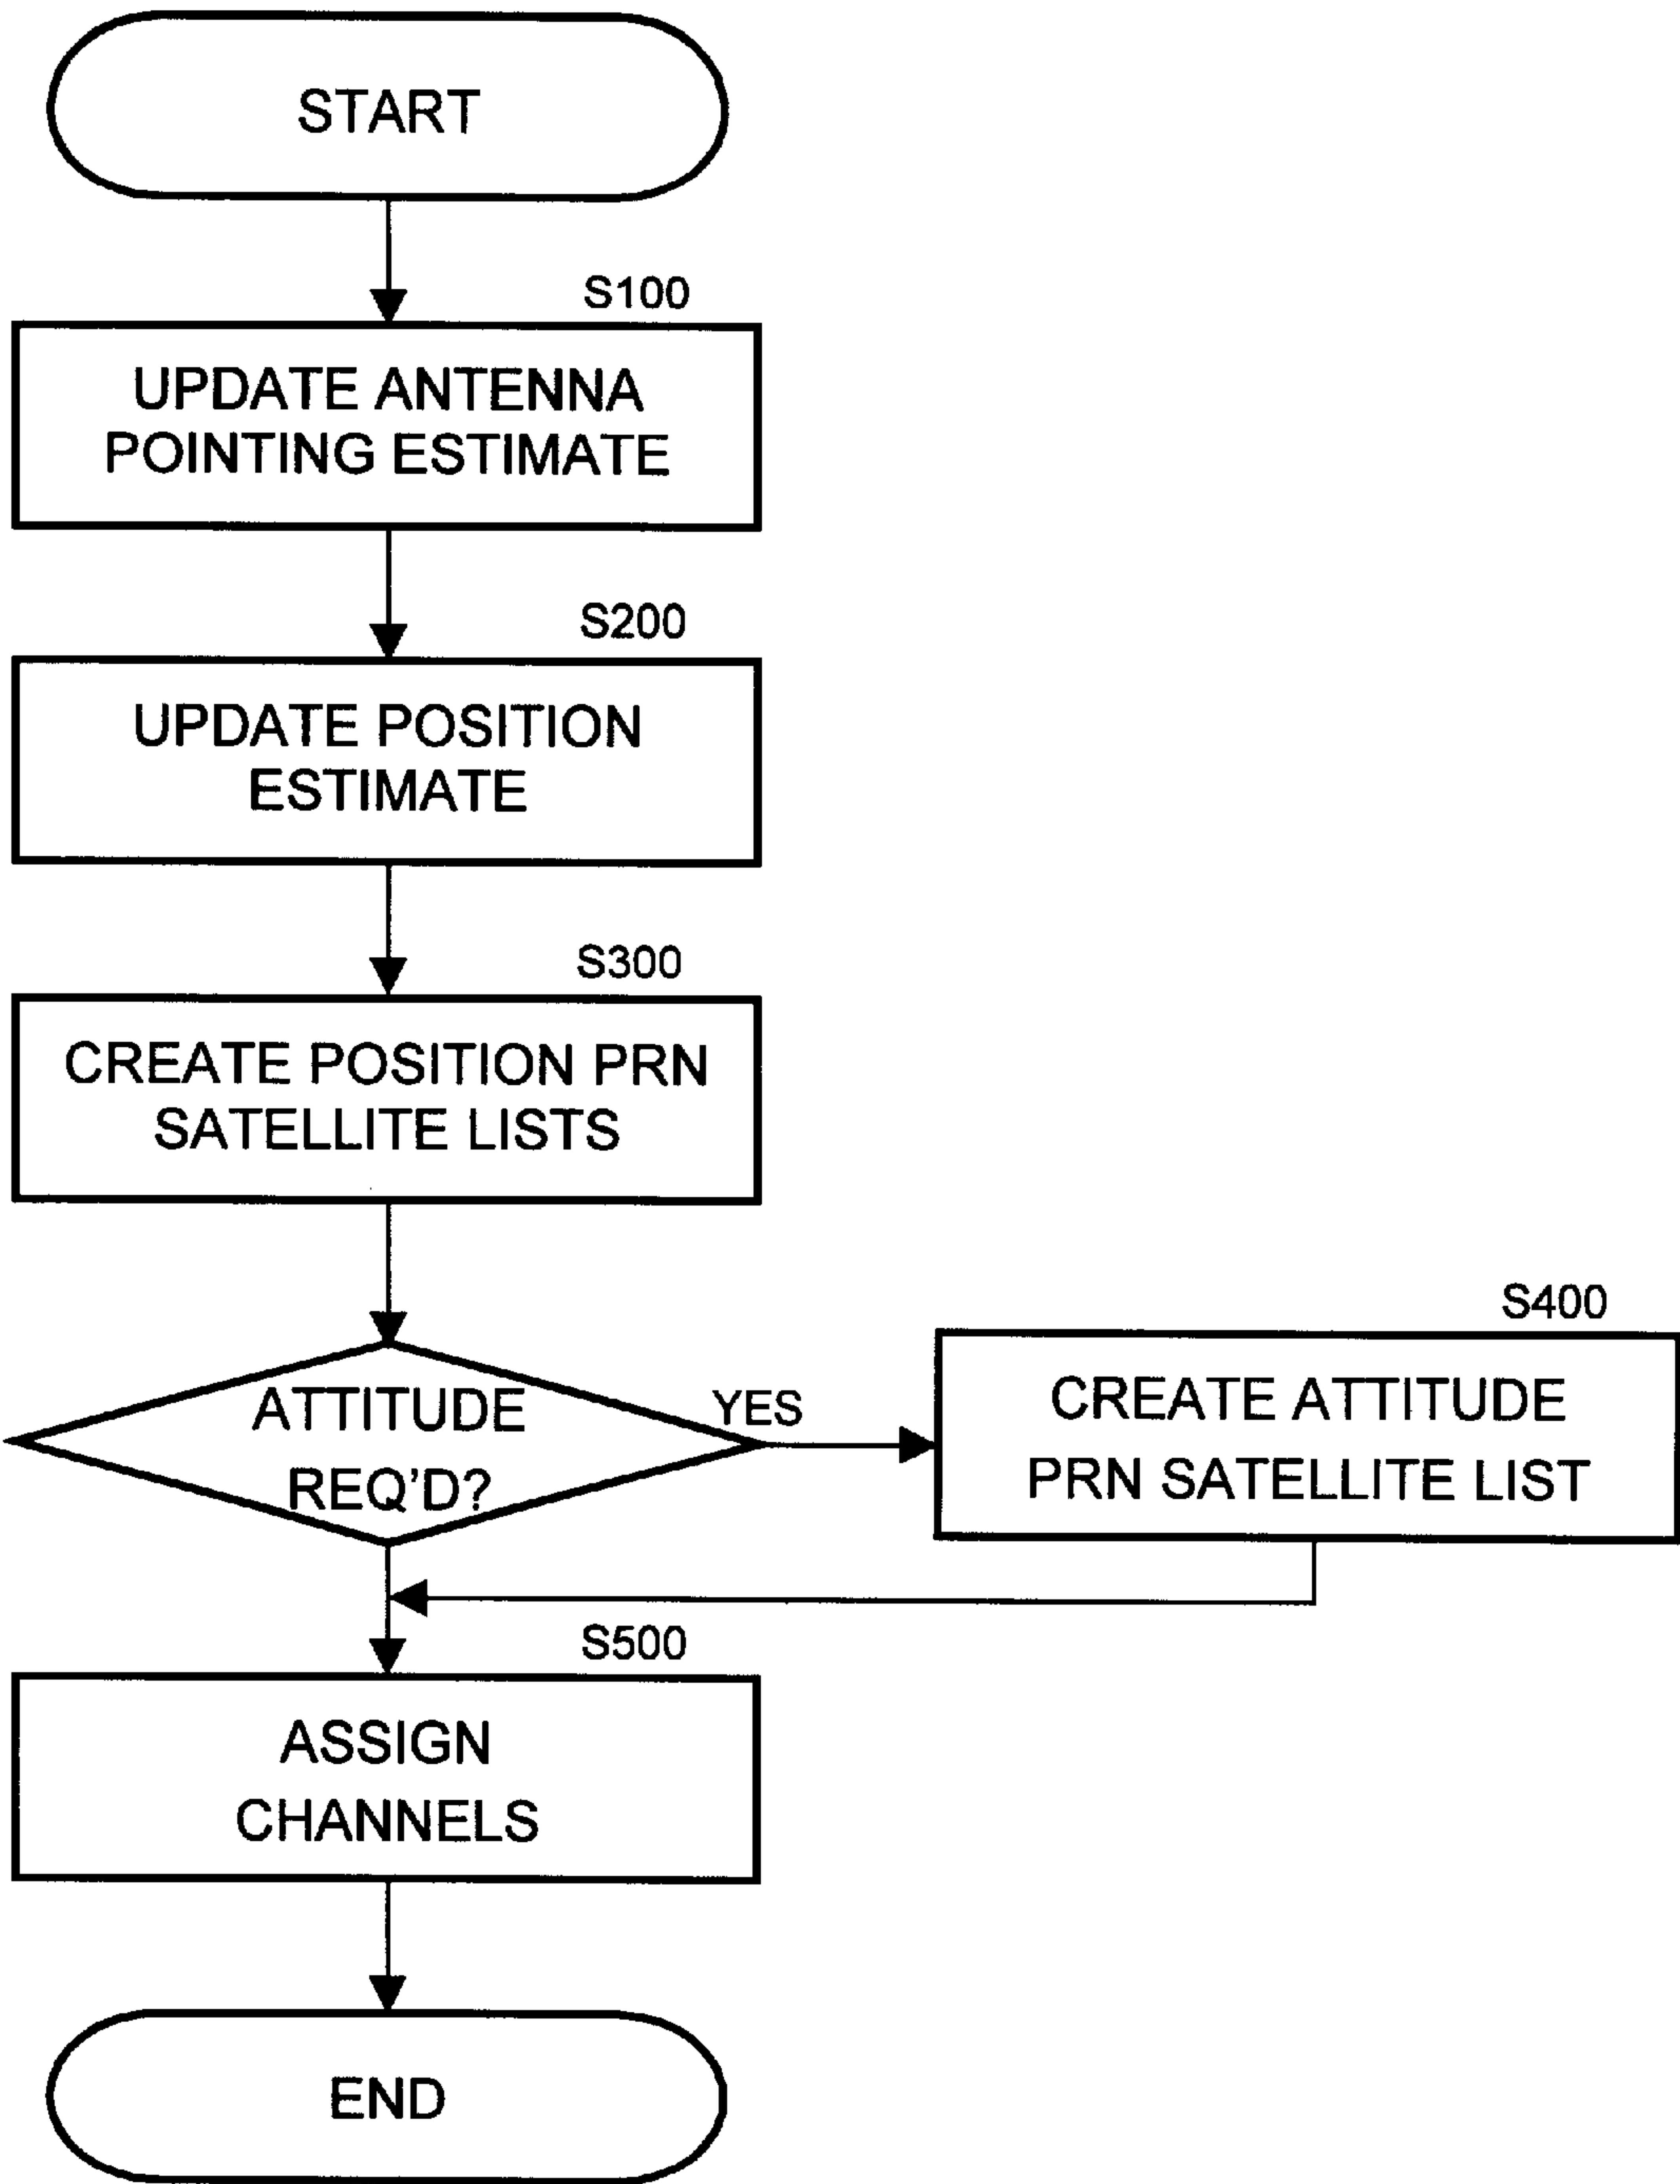 START
S100
UPDATE ANTENNA
POINTING ESTIMATE
S200
UPDATE POSITION
ESTIMATE
S300
CREATE POSITION PRN
SATELLITE LISTS
ATTITUDE
REQ'D?
YES
S400
CREATE ATTITUDE
PRN SATELLITE LIST
S500
ASSIGN
CHANNELS
END